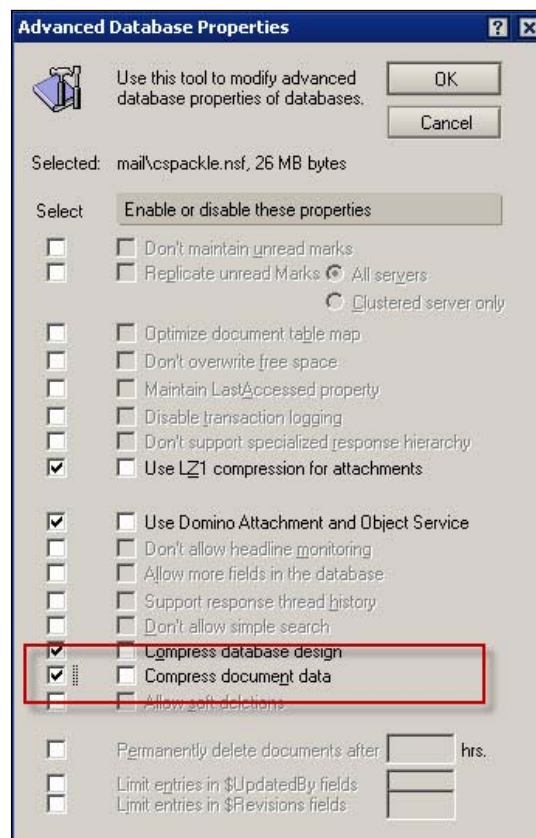 Advanced Database Properties
Use this tool to modify advanced
database properties of databases.
OK
Cancel
Selected: mail\cspackle.nsf, 26 MB bytes
Select Enable or disable these properties
Don't maintain unread marks
Replicate unread Marks All servers
Clustered server only
Optimize document table map
Don't overwrite free space
Maintain LastAccessed property
Disable transaction logging
Don't support specialized response hierarchy
Use LZ1 compression for attachments
Use Domino Attachment and Object Service
Don't allow headline monitoring
Allow more fields in the database
Support response thread history
Don't allow simple search
Compress database design
Compress document data
Allow soft deletions
Permanently delete documents after hrs.
Limit entries in $UpdatedBy fields
Limit entries in $Revisions fields